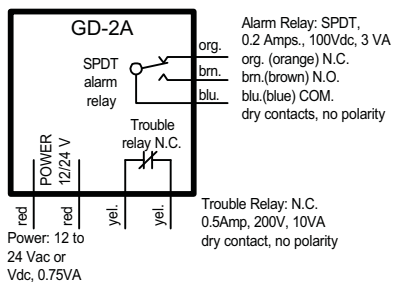 GD-2A
SPDT
alarm
relay
org.
brn.
blu.
Alarm Relay: SPDT,
0.2 Amps., 100Vdc, 3 VA
org. (orange) N.C.
brn.(brown) N.O.
blu.(blue) COM.
dry contacts, no polarity
Trouble
relay N.C.
POWER
12/24 V
red
red
yel.
yel.
Power: 12 to
24 Vac or
Vdc, 0.75VA
Trouble Relay: N.C.
0.5Amp, 200V, 10VA
dry contact, no polarity